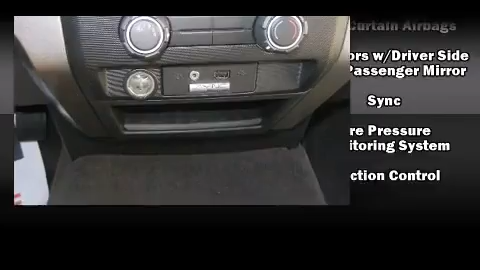 Curtain Airbags
ors w/Driver Side
Passenger Mirror
Sync
re Pressure
itoring System
ction Control